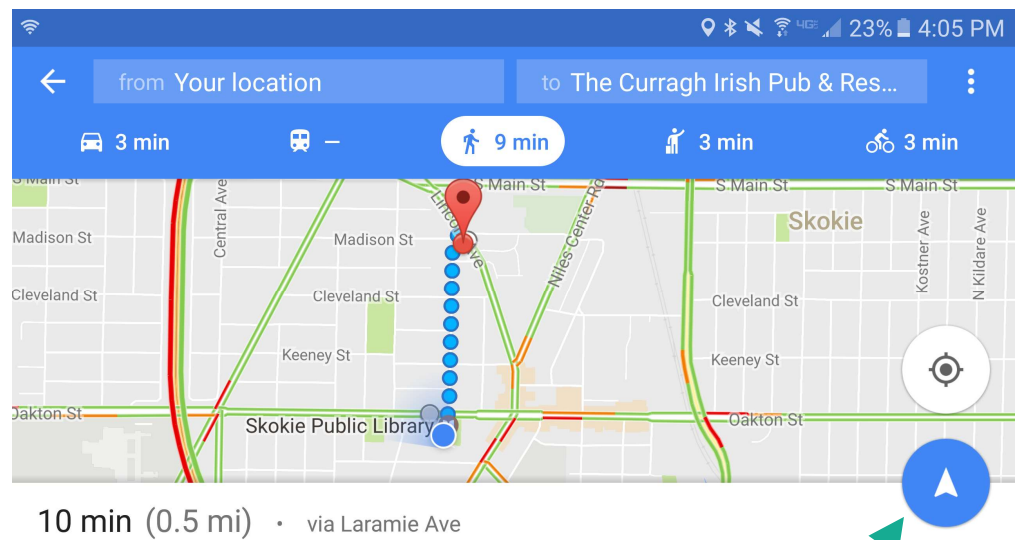 4GE 23% 4:05 PM
from Your location to The Curragh Irish Pub & Res...
3 min – 9 min 3 min 3 min
S Main St S Main St S Main St S Main St
Central Ave
Lincoln Ave
Niles Center Rd
Skokie
Kostner Ave
N Kildare Ave
Madison St Madison St
Cleveland St Cleveland St Cleveland St
Keeney St Keeney St
Oakton St Oakton St
Skokie Public Library
10 min (0.5 mi) · via Laramie Ave